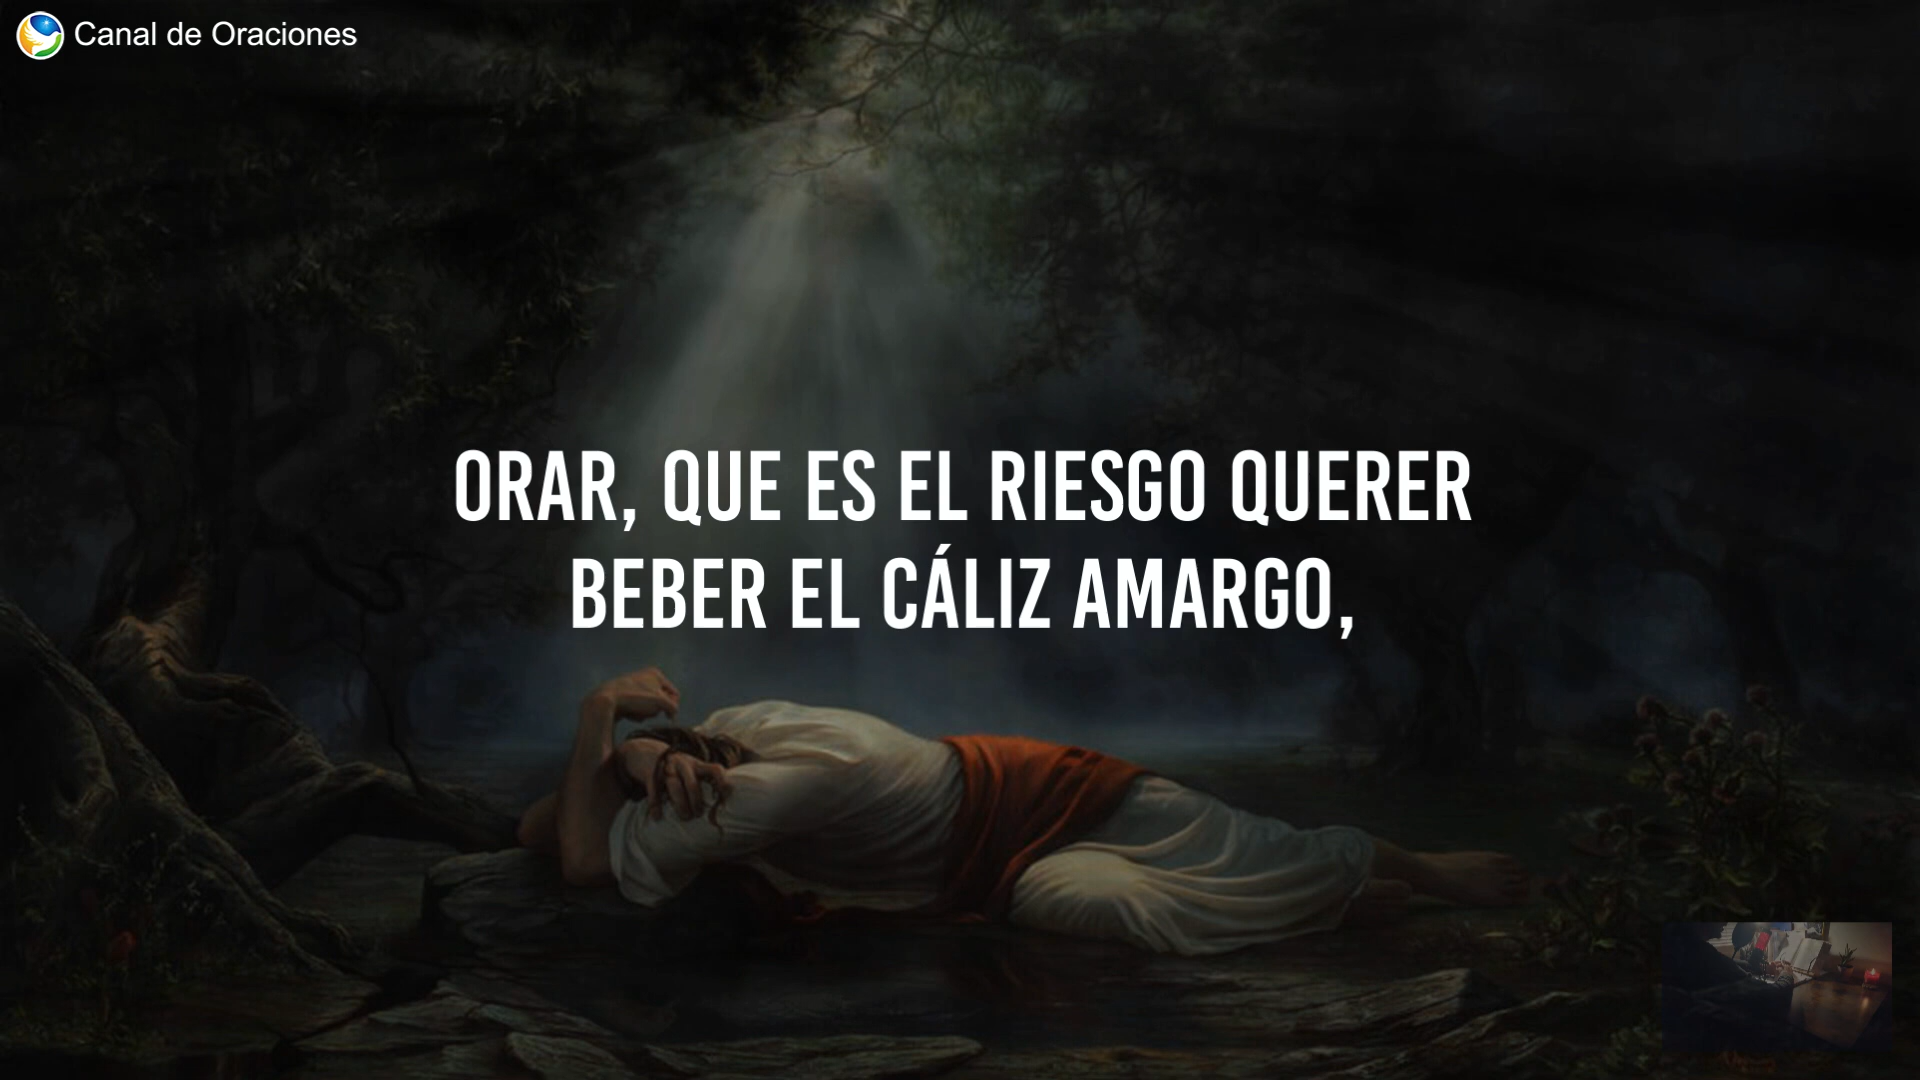 Canal de Oraciones
ORAR, QUE ES EL RIESGO QUERER
BEBER EL CÁLIZ AMARGO,